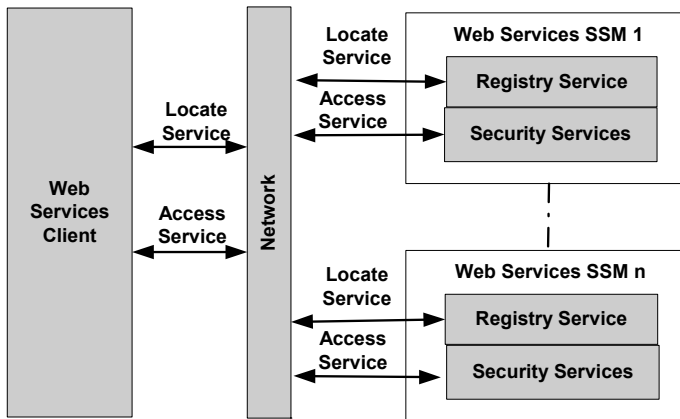 Web
Services
Client
Locate
Service
Access
Service
Network
Locate
Service
Access
Service
Web Services SSM 1
Registry Service
Security Services
Locate
Service
Access
Service
Web Services SSM n
Registry Service
Security Services